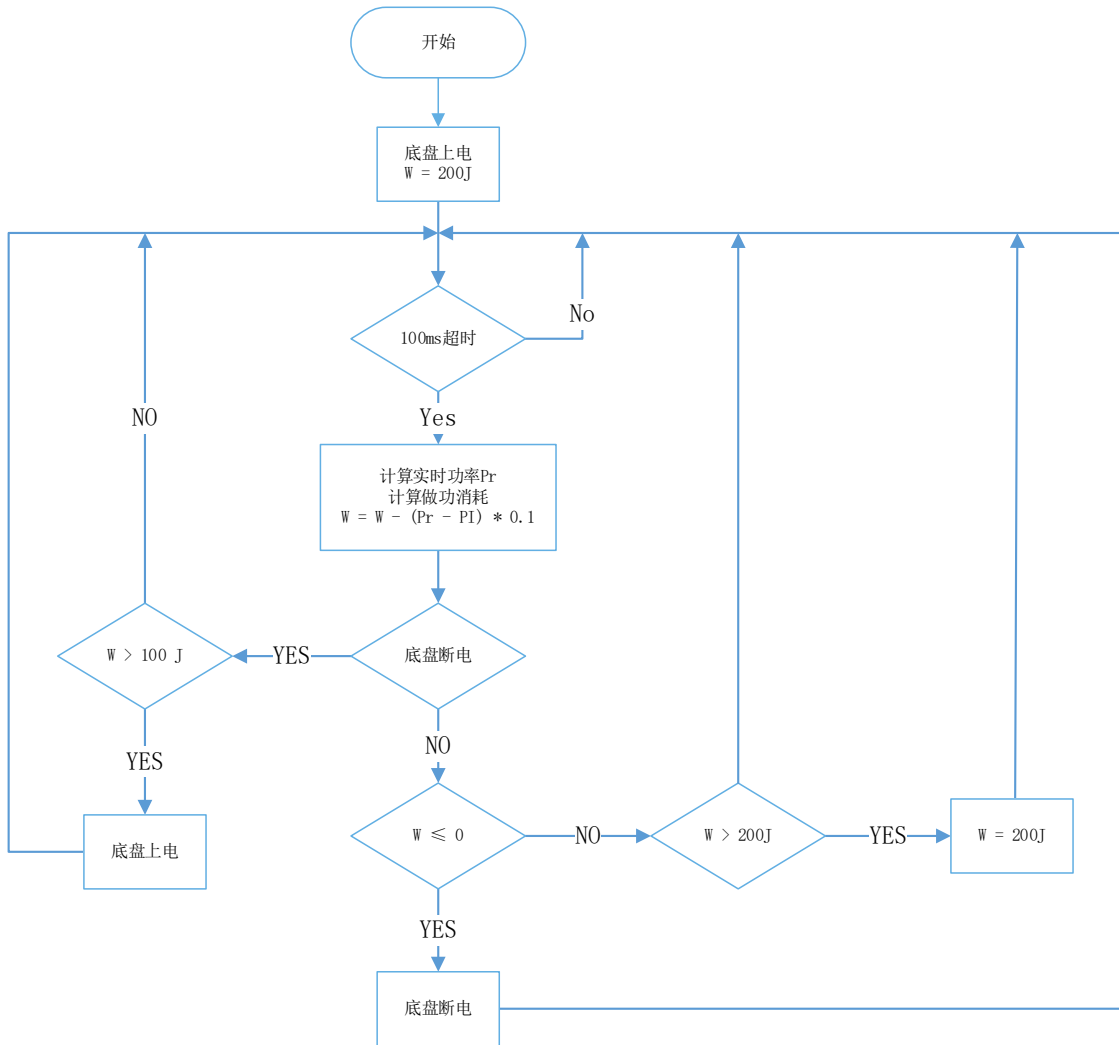 开始
底盘上电
W = 200J
No
100ms超时
NO
Yes
计算实时功率Pr
计算做功消耗
W = W - (Pr - PI) * 0.1
W > 100 J
YES
底盘断电
NO
YES
W ≤ 0
NO
W > 200J
YES
W = 200J
底盘上电
YES
底盘断电